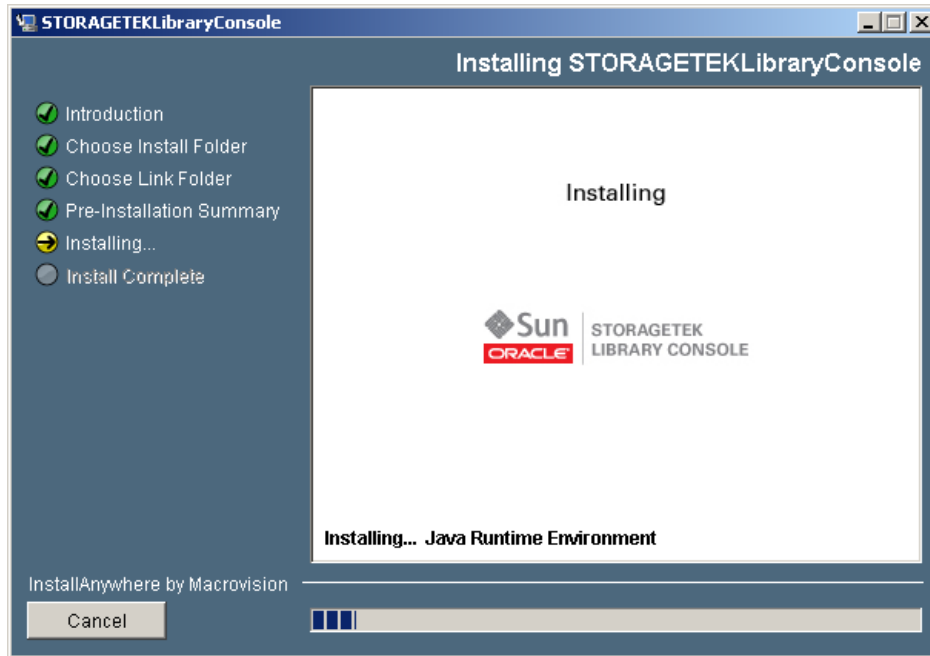 STORAGETEKLibraryConsole
Installing STORAGETEKLibraryConsole
Introduction
Choose Install Folder
Choose Link Folder
Pre-Installation Summary
Installing...
Install Complete
Installing
Sun
ORACLE
STORAGETEK
LIBRARY CONSOLE
Installing... Java Runtime Environment
InstallAnywhere by Macrovision
Cancel